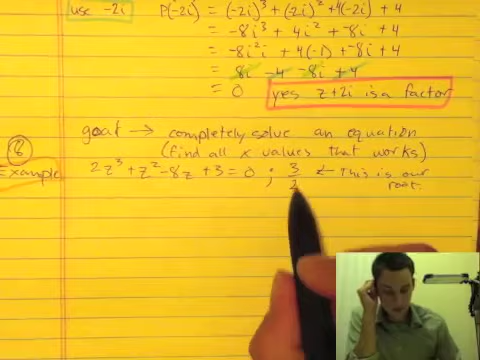 use -2i
P(-2i) = (-2i)³ + (-2i)² + 4(-2i) + 4
= -8i³ + 4i² + -8i + 4
= -8i²i + 4(-1) + -8i + 4
= 8i -4 -8i +4
= 0 yes z+2i is a factor
goal → completely solve an equation
(find all x values that works)
8
Example 2z³ + z² - 8z + 3 = 0 ; 3/2 ← This is our
root.